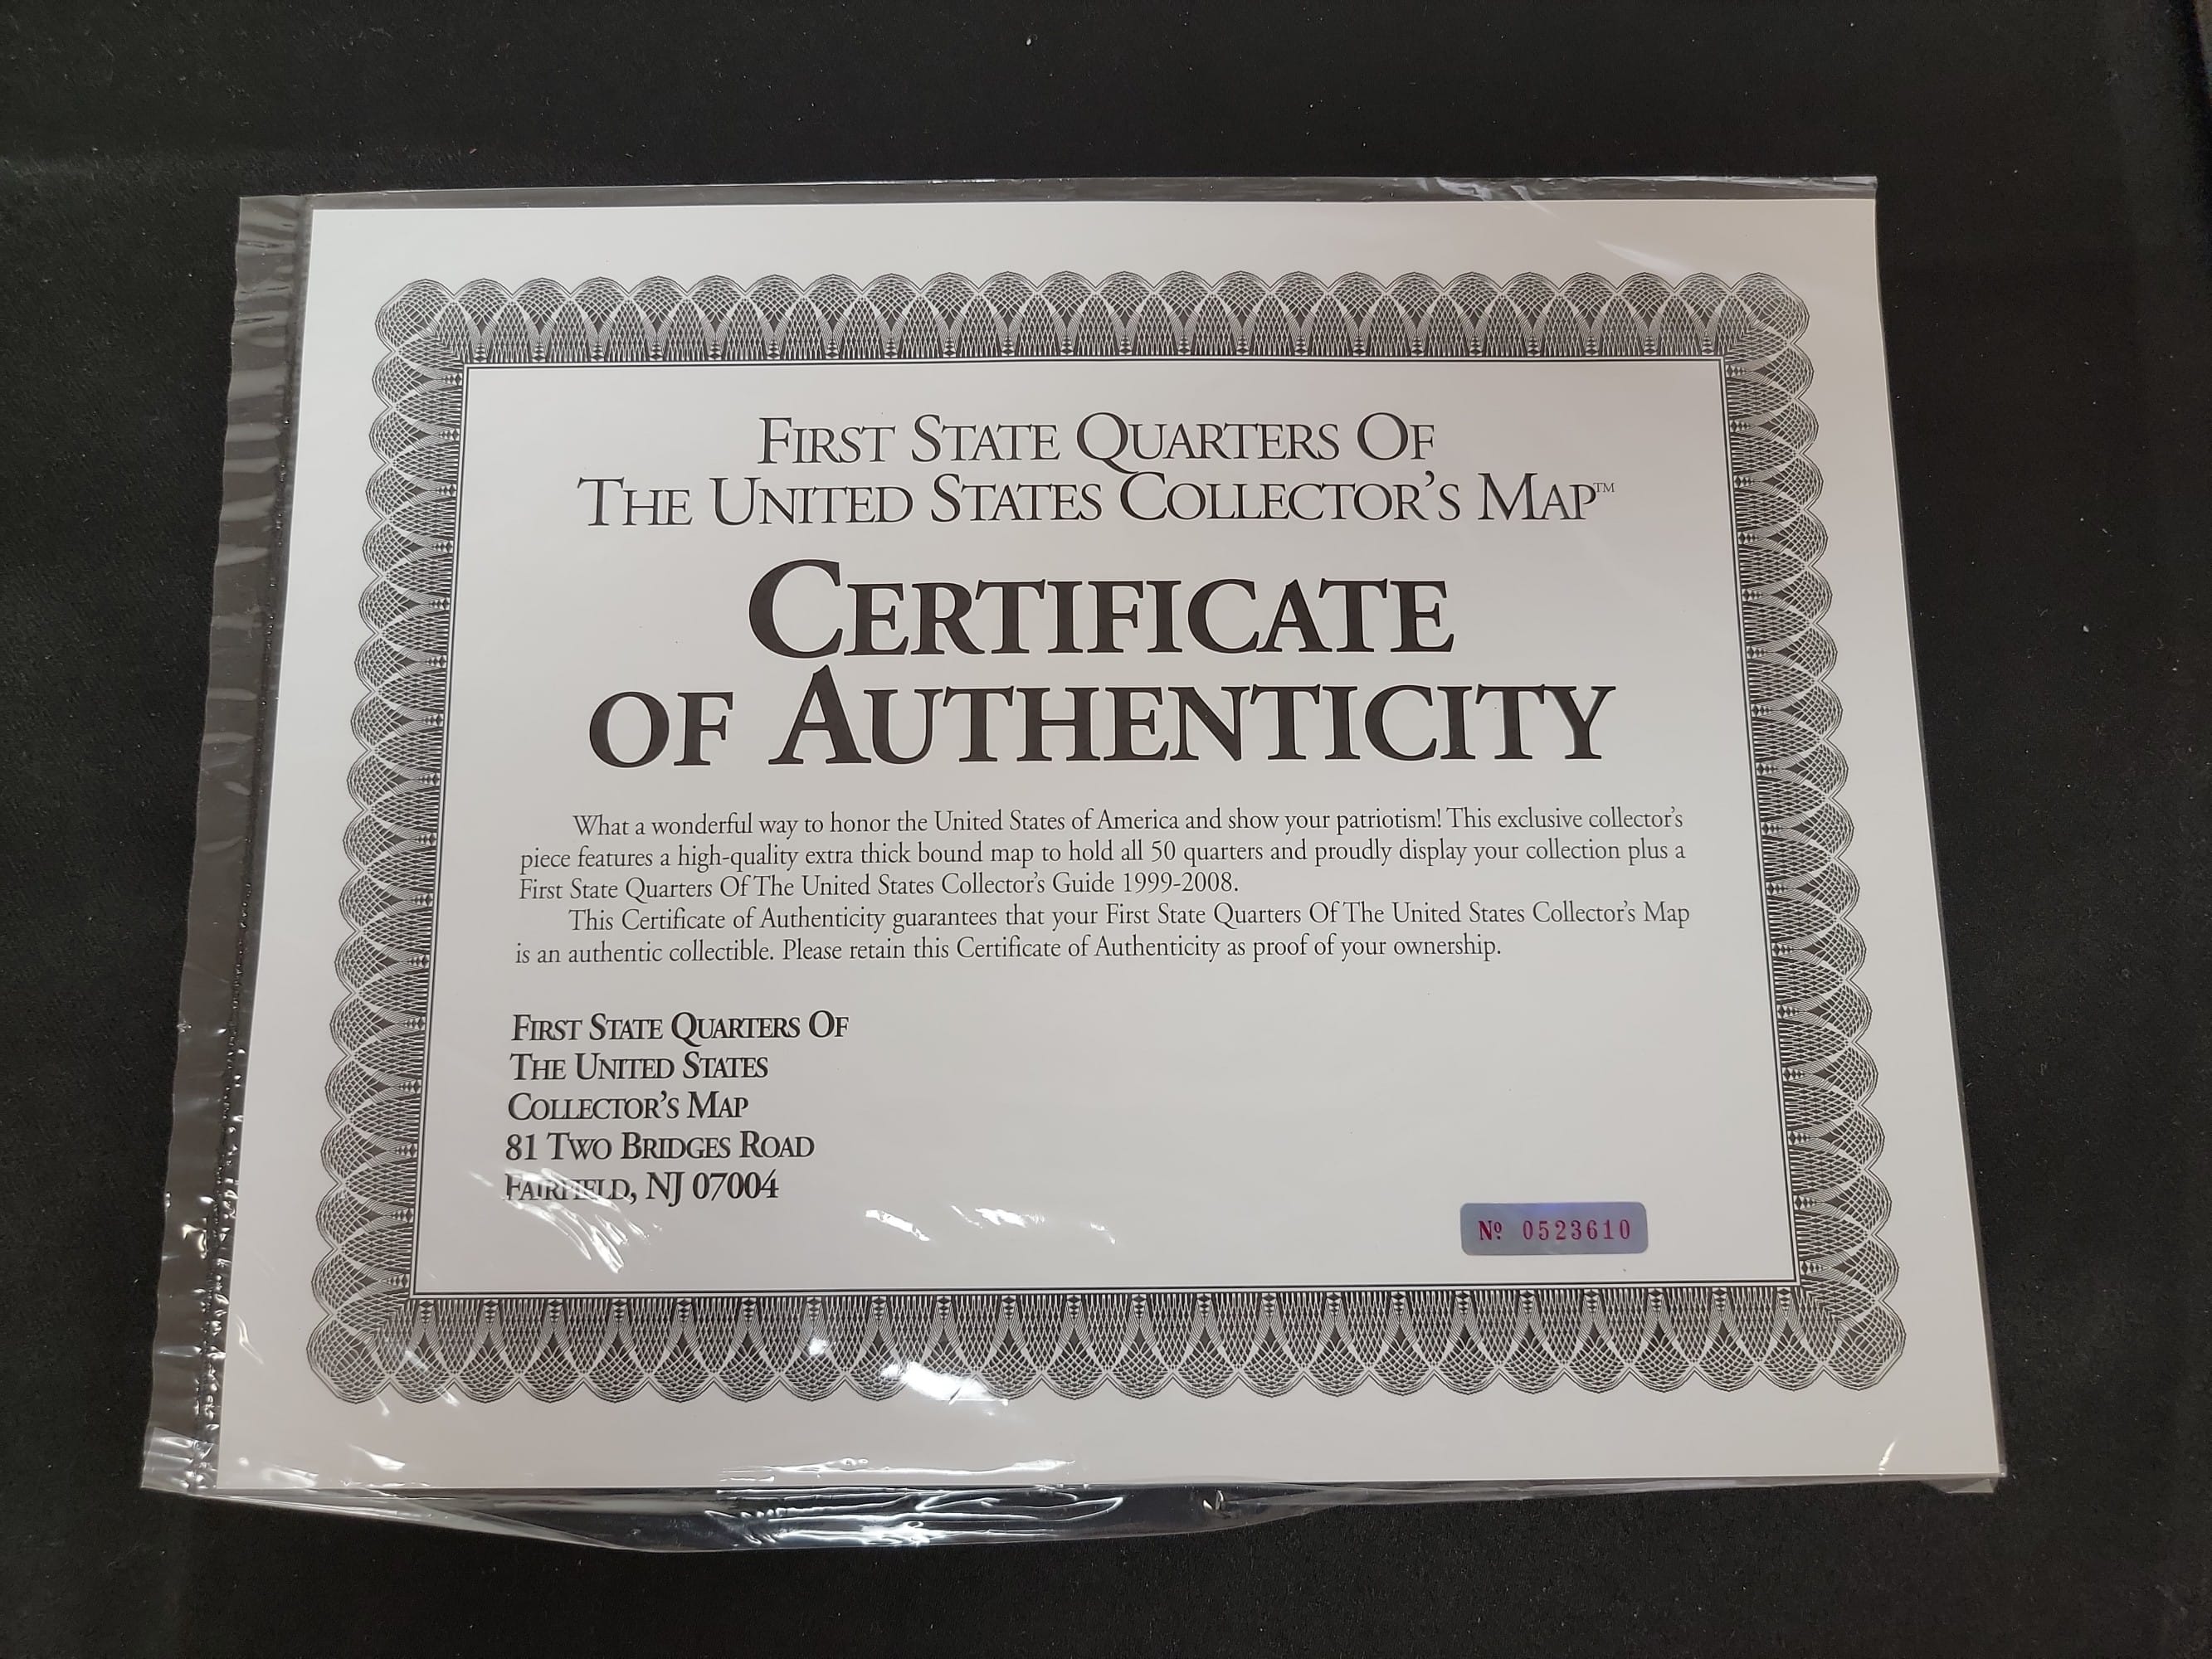 First State Quarters Of
The United States Collector's Map™
Certificate
of Authenticity
What a wonderful way to honor the United States of America and show your patriotism! This exclusive collector's
piece features a high-quality extra thick bound map to hold all 50 quarters and proudly display your collection plus a
First State Quarters Of The United States Collector's Guide 1999-2008.
This Certificate of Authenticity guarantees that your First State Quarters Of The United States Collector's Map
is an authentic collectible. Please retain this Certificate of Authenticity as proof of your ownership.
First State Quarters Of
The United States
Collector's Map
81 Two Bridges Road
Fairfield, NJ 07004
Nº 0523610